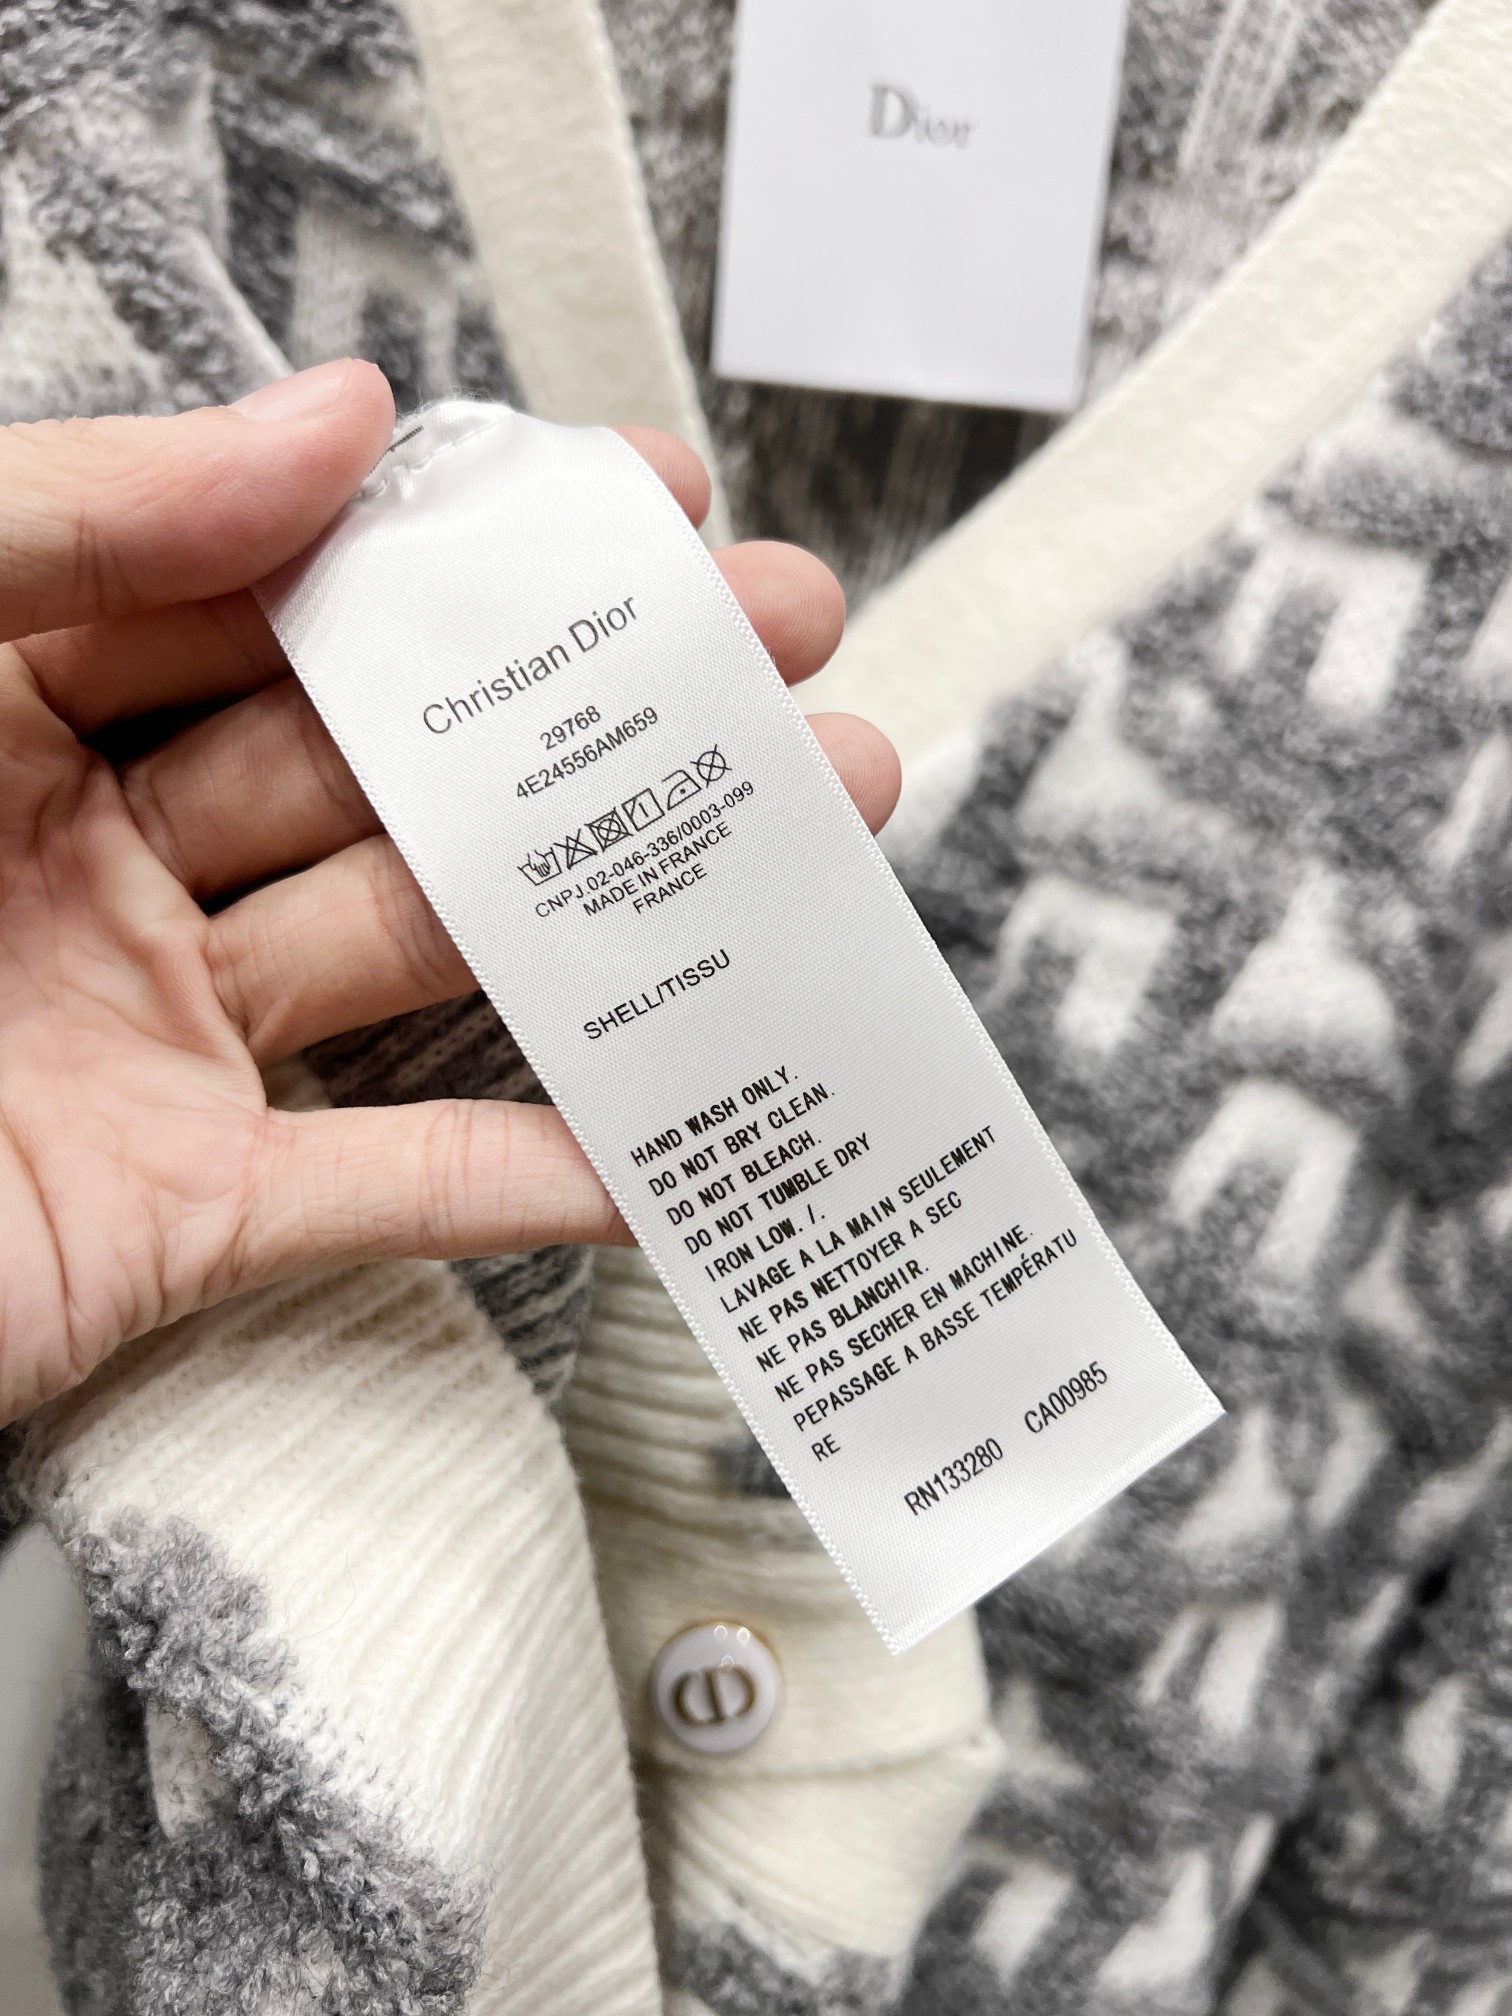 Dior
Christian Dior
29768
4E24556AM659
CNPJ.02-046-336/0003-099
MADE IN FRANCE
FRANCE
SHELL/TISSU
HAND WASH ONLY.
DO NOT BRY CLEAN.
DO NOT BLEACH.
DO NOT TUMBLE DRY
IRON LOW. /.
LAVAGE A LA MAIN SEULEMENT
NE PAS NETTOYER A SEC
NE PAS BLANCHIR.
NE PAS SECHER EN MACHINE.
PEPASSAGE A BASSE TEMPÉRATU
RE
RN133280 CA00985
CD